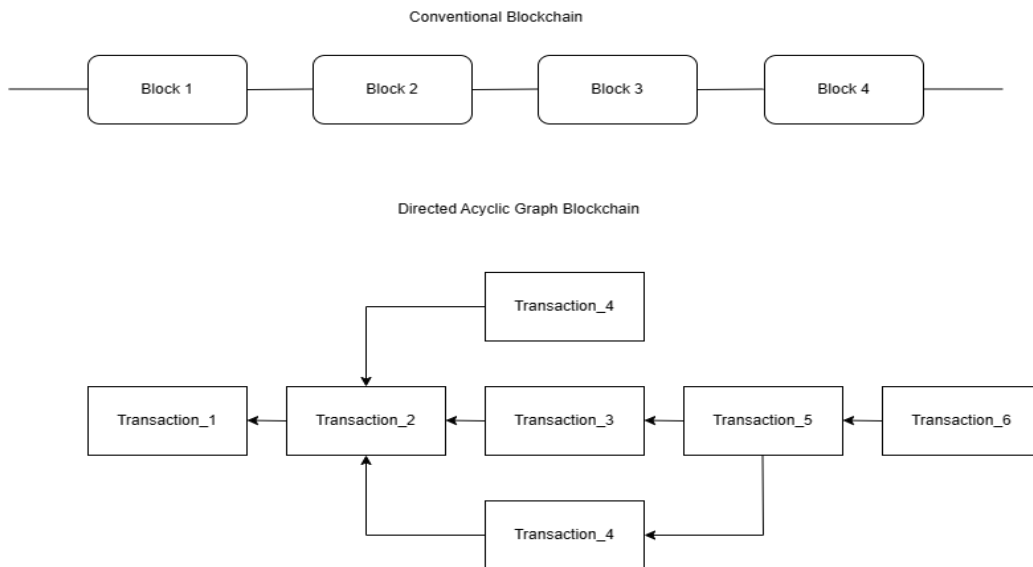 Conventional Blockchain
Block 1
Block 2
Block 3
Block 4
Directed Acyclic Graph Blockchain
Transaction_4
Transaction_1
Transaction_2
Transaction_3
Transaction_5
Transaction_6
Transaction_4